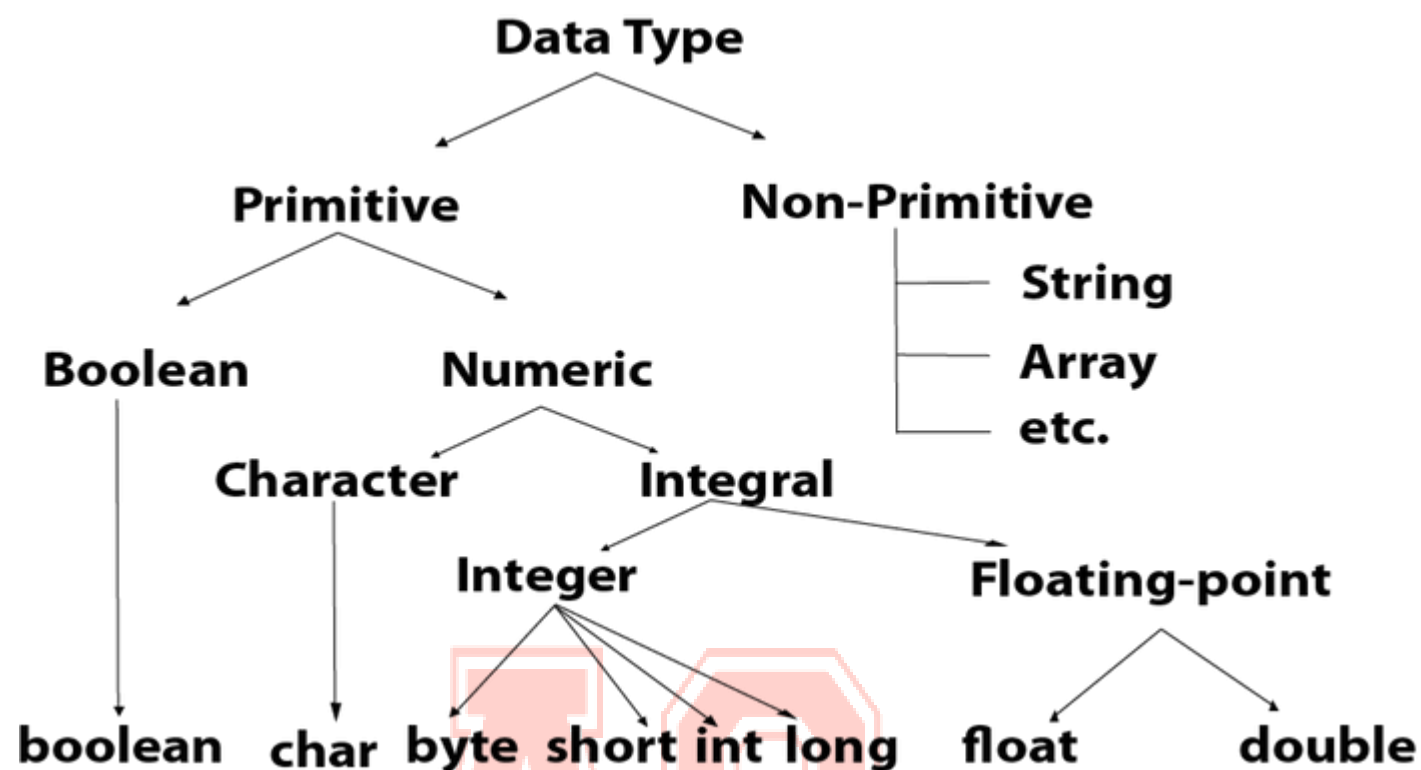 Data Type
Primitive
Non-Primitive
String
Array
etc.
Boolean
Numeric
Character
Integral
Integer
Floating-point
boolean char byte short int long float double